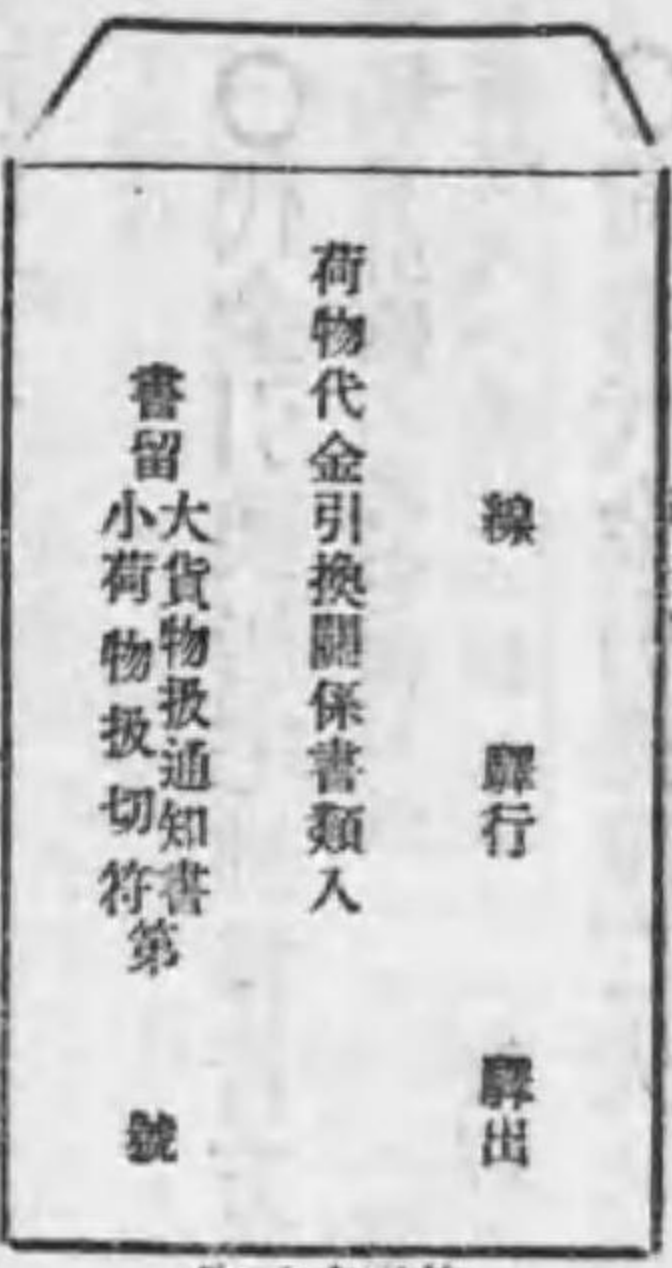 線 驛行 驛出
荷物代金引換關係書類入
書留
大貨物扱通知書
小荷物扱切符
第 號